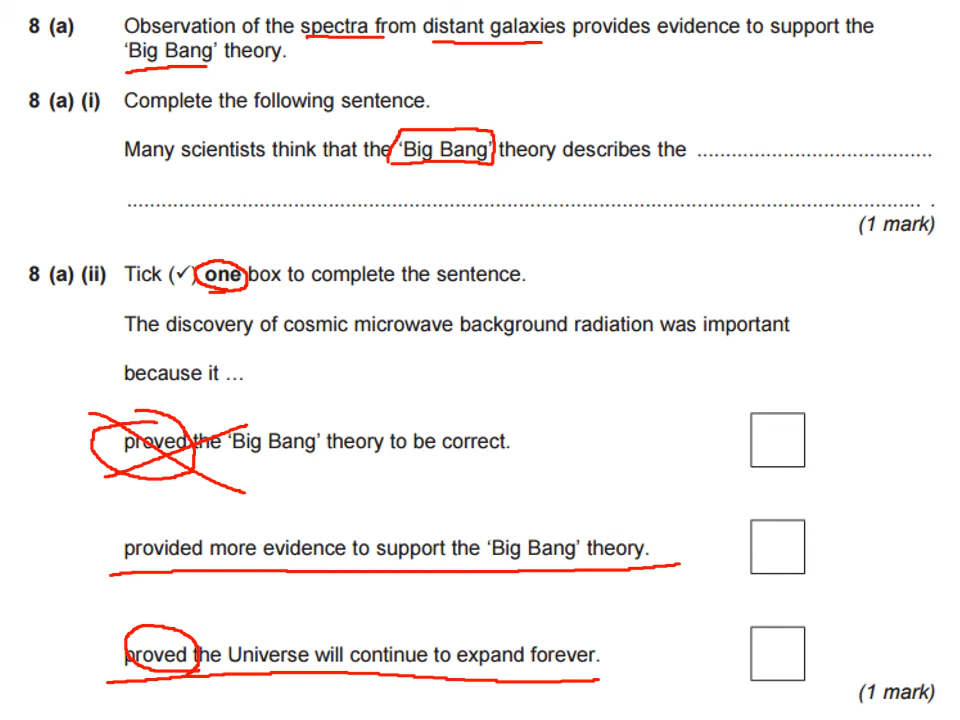 8 (a) Observation of the spectra from distant galaxies provides evidence to support the
'Big Bang' theory.
8 (a) (i) Complete the following sentence.
Many scientists think that the 'Big Bang' theory describes the ........................................
........................................................................................................................................ .
(1 mark)
8 (a) (ii) Tick (✓) one box to complete the sentence.
The discovery of cosmic microwave background radiation was important
because it …
proved the 'Big Bang' theory to be correct.
provided more evidence to support the 'Big Bang' theory.
proved the Universe will continue to expand forever.
(1 mark)